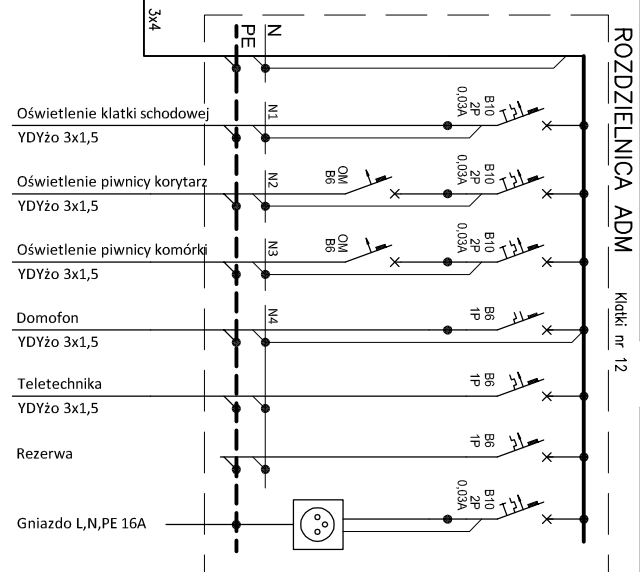 3x4
PE
N
ROZDZIELNICA ADM
Klatki nr 12
Oświetlenie klatki schodowej
YDYżo 3x1,5
N1
B10
2P
0,03A
Oświetlenie piwnicy korytarz
YDYżo 3x1,5
N2
OM
B6
B10
2P
0,03A
Oświetlenie piwnicy komórki
YDYżo 3x1,5
N3
OM
B6
B10
2P
0,03A
Domofon
YDYżo 3x1,5
N4
B6
1P
Teletechnika
YDYżo 3x1,5
B6
1P
Rezerwa
B6
1P
Gniazdo L,N,PE 16A
B10
2P
0,03A